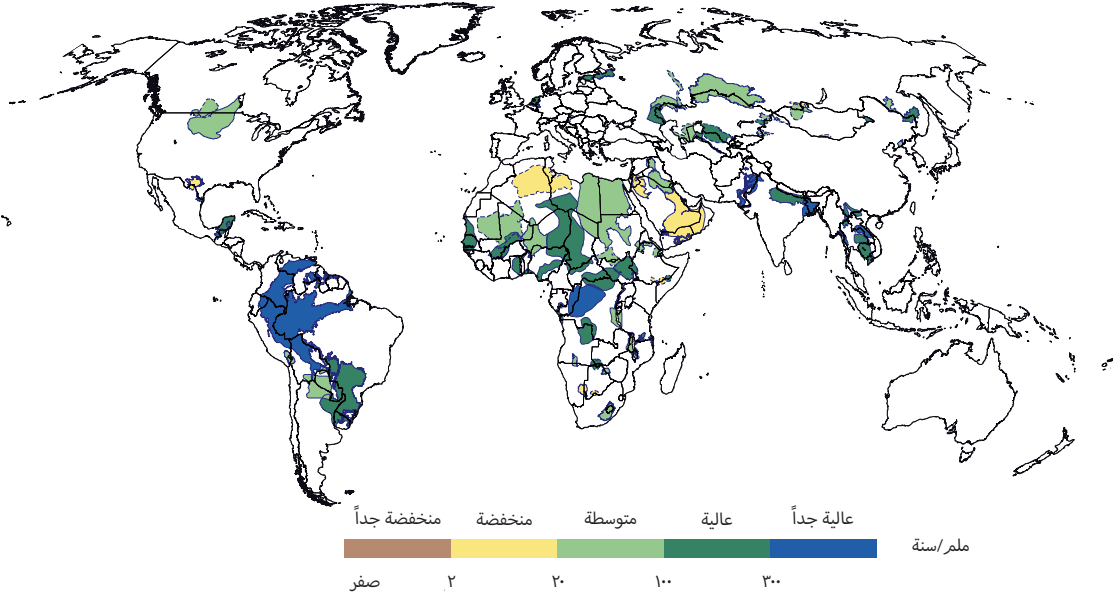 منخفضة جداً منخفضة متوسطة عالية عالية جداً
ملم/سنة
صفر ٢ ٢٠ ١٠٠ ٣٠٠